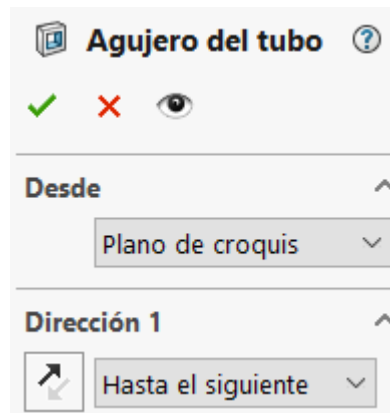 Agujero del tubo
Desde
Plano de croquis
Dirección 1
Hasta el siguiente